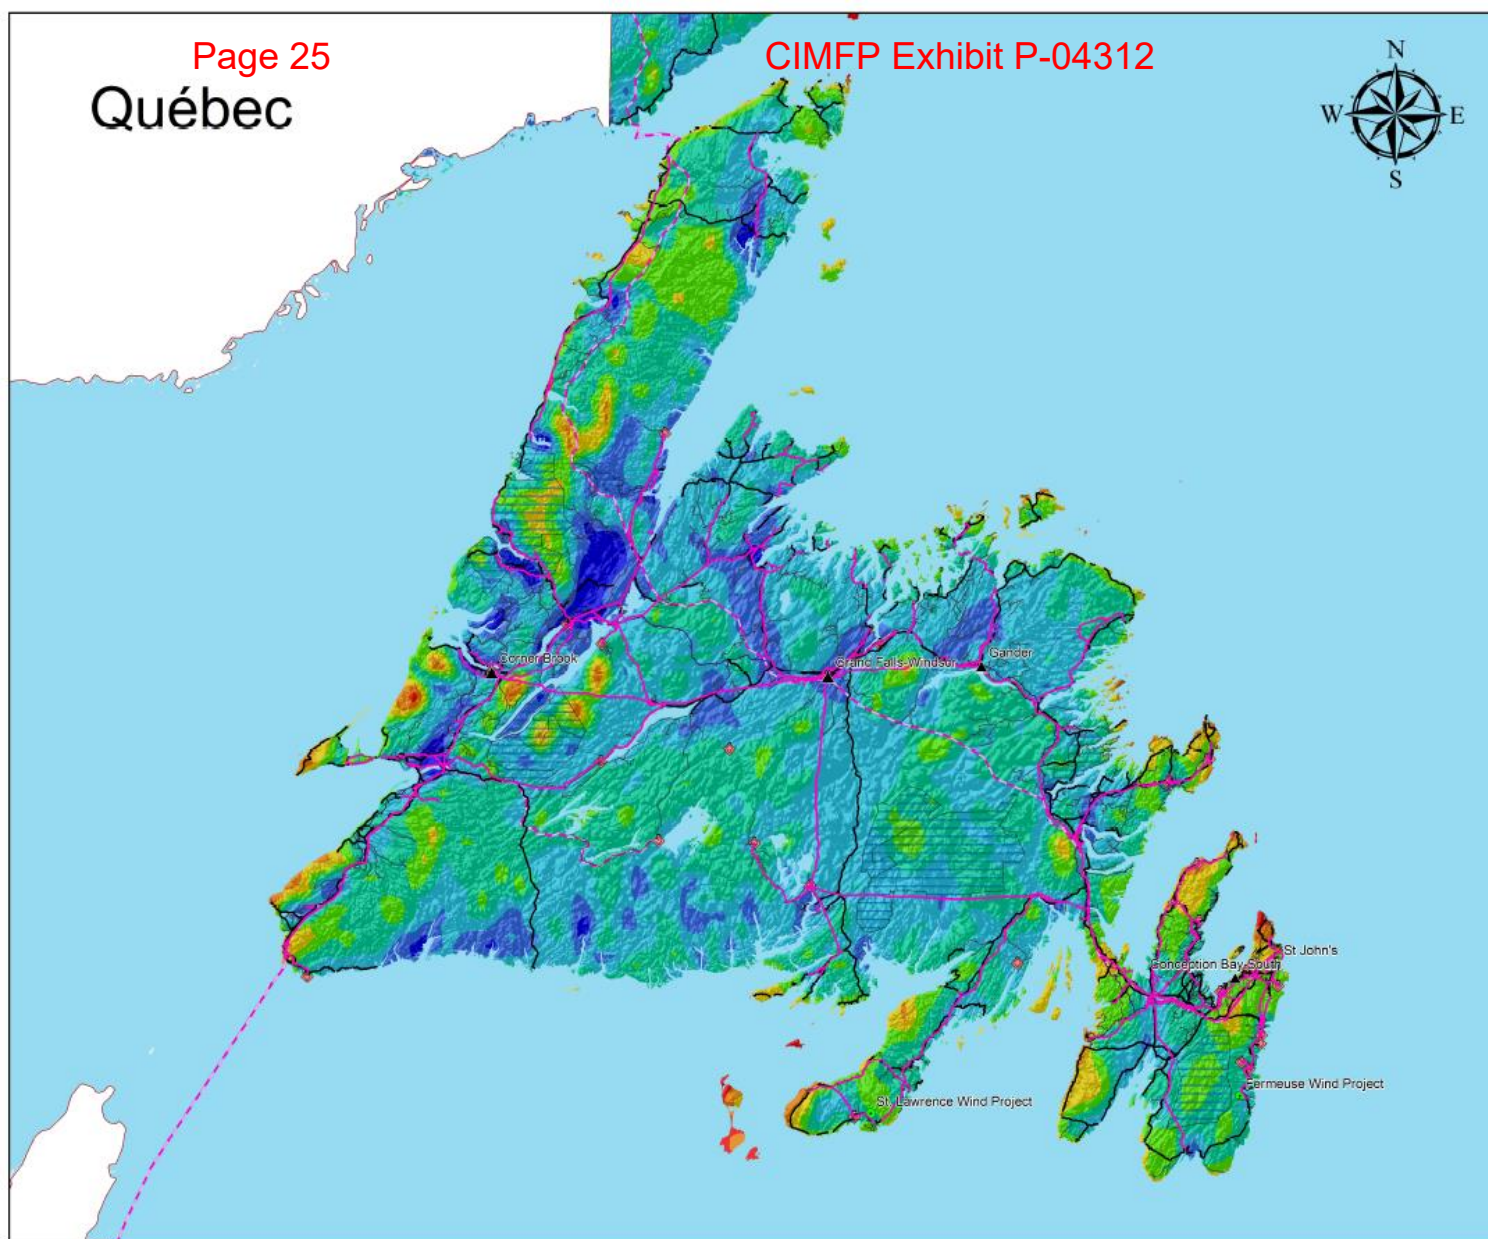 Page 25
CIMFP Exhibit P-04312
Québec
N
W
E
S
Corner Brook
Grand Falls-Windsor
Gander
St John's
Conception Bay South
Fermeuse Wind Project
St. Lawrence Wind Project